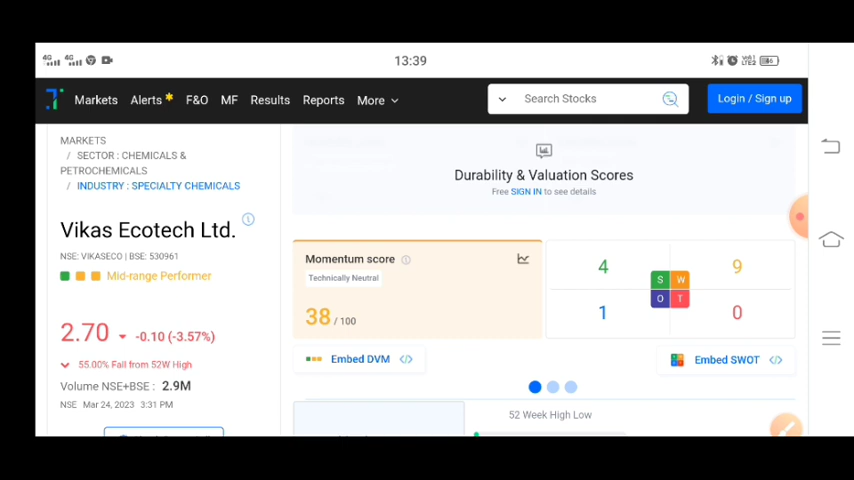 4G 4G 13:39
Markets Alerts F&O MF Results Reports More Search Stocks Login / Sign up
MARKETS
/ SECTOR : CHEMICALS &
PETROCHEMICALS
/ INDUSTRY : SPECIALTY CHEMICALS
Vikas Ecotech Ltd.
NSE: VIKASECO | BSE: 530961
Mid-range Performer
2.70 -0.10 (-3.57%)
55.00% Fall from 52W High
Volume NSE+BSE : 2.9M
NSE Mar 24, 2023 3:31 PM
Durability & Valuation Scores
Free SIGN IN to see details
Momentum score
Technically Neutral
38 / 100
4 9
S W
O T
1 0
Embed DVM
Embed SWOT
52 Week High Low